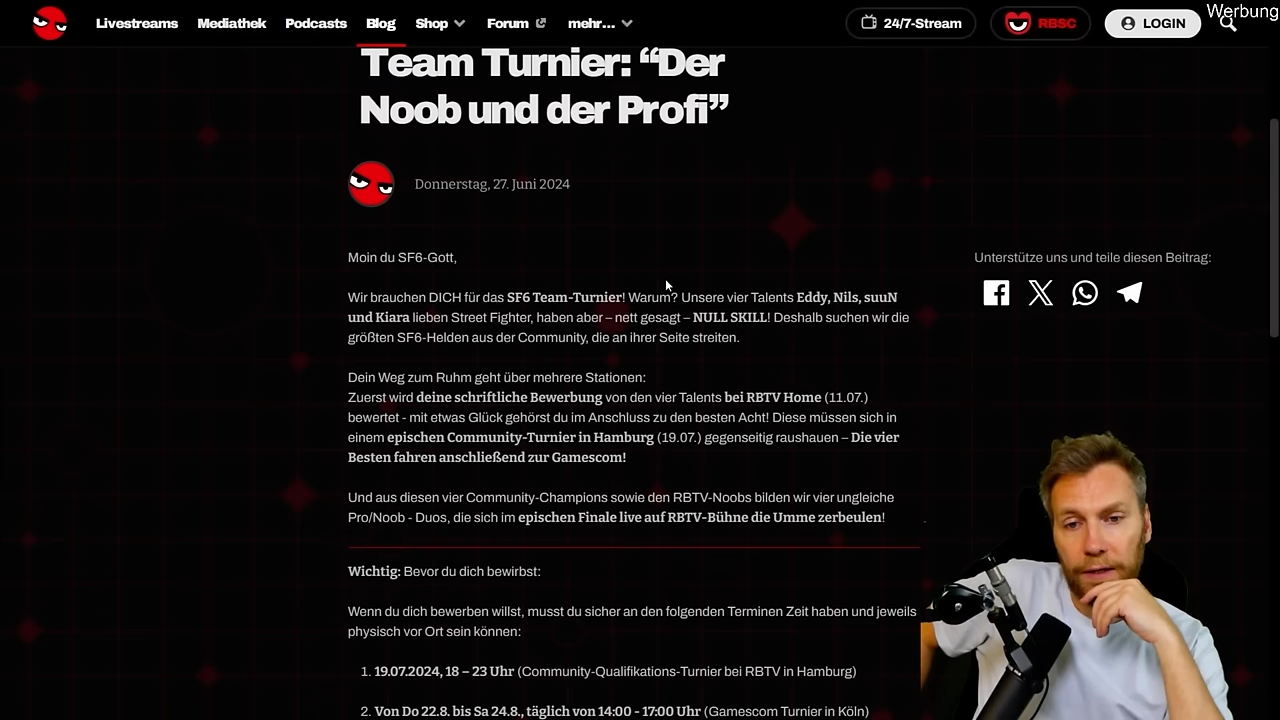 Livestreams Mediathek Podcasts Blog Shop Forum mehr... 24/7-Stream RBSC LOGIN Werbung
Team Turnier: “Der
Noob und der Profi”
Donnerstag, 27. Juni 2024
Moin du SF6-Gott,
Unterstütze uns und teile diesen Beitrag:
Wir brauchen DICH für das SF6 Team-Turnier! Warum? Unsere vier Talents Eddy, Nils, suuN
und Kiara lieben Street Fighter, haben aber – nett gesagt – NULL SKILL! Deshalb suchen wir die
größten SF6-Helden aus der Community, die an ihrer Seite streiten.
Dein Weg zum Ruhm geht über mehrere Stationen:
Zuerst wird deine schriftliche Bewerbung von den vier Talents bei RBTV Home (11.07.)
bewertet - mit etwas Glück gehörst du im Anschluss zu den besten Acht! Diese müssen sich in
einem epischen Community-Turnier in Hamburg (19.07.) gegenseitig raushauen – Die vier
Besten fahren anschließend zur Gamescom!
Und aus diesen vier Community-Champions sowie den RBTV-Noobs bilden wir vier ungleiche
Pro/Noob - Duos, die sich im epischen Finale live auf RBTV-Bühne die Umme zerbeulen!
Wichtig: Bevor du dich bewirbst:
Wenn du dich bewerben willst, musst du sicher an den folgenden Terminen Zeit haben und jeweils
physisch vor Ort sein können:
1. 19.07.2024, 18 – 23 Uhr (Community-Qualifikations-Turnier bei RBTV in Hamburg)
2. Von Do 22.8. bis Sa 24.8., täglich von 14:00 - 17:00 Uhr (Gamescom Turnier in Köln)